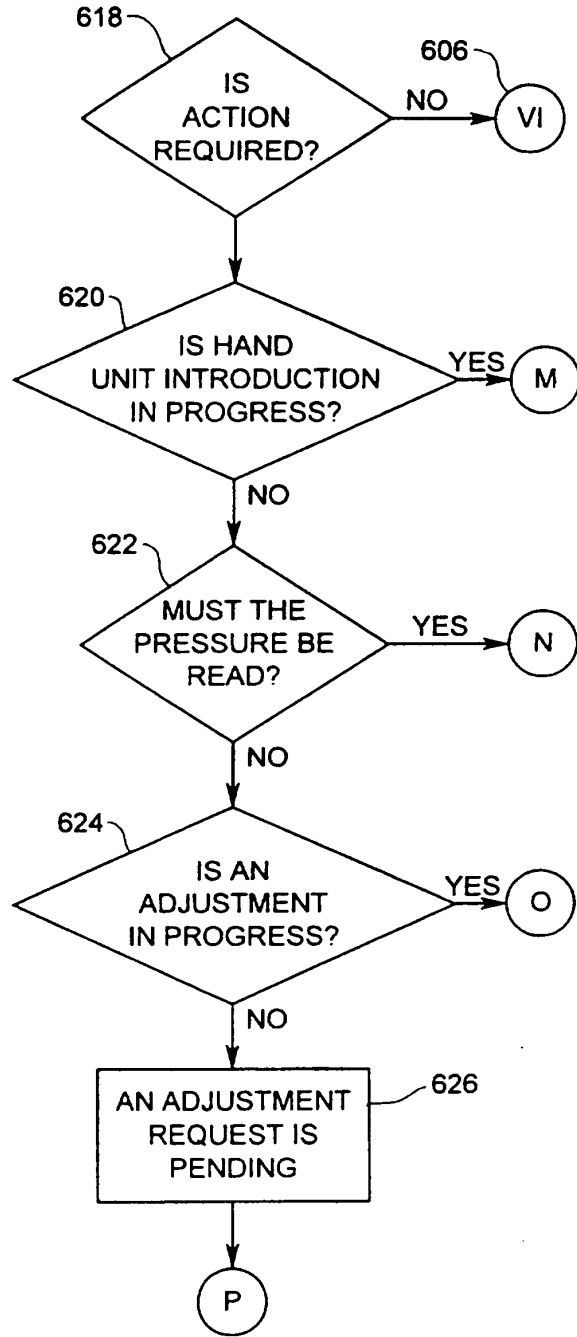 618
IS
ACTION
REQUIRED?
NO
606
VI
620
IS HAND
UNIT INTRODUCTION
IN PROGRESS?
YES
M
NO
622
MUST THE
PRESSURE BE
READ?
YES
N
NO
624
IS AN
ADJUSTMENT
IN PROGRESS?
YES
O
NO
626
AN ADJUSTMENT
REQUEST IS
PENDING
P